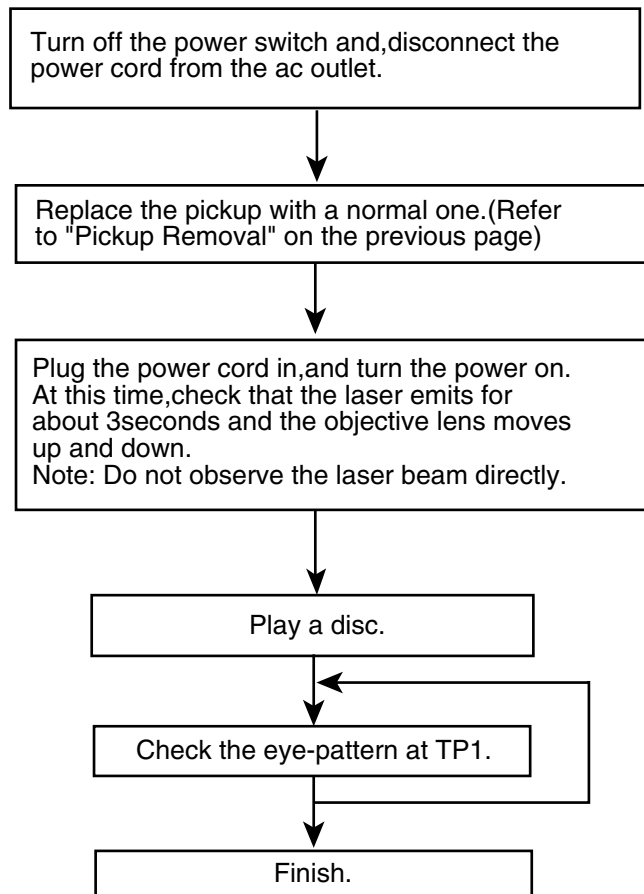 Turn off the power switch and,disconnect the
power cord from the ac outlet.
Replace the pickup with a normal one.(Refer
to "Pickup Removal" on the previous page)
Plug the power cord in,and turn the power on.
At this time,check that the laser emits for
about 3seconds and the objective lens moves
up and down.
Note: Do not observe the laser beam directly.
Play a disc.
Check the eye-pattern at TP1.
Finish.